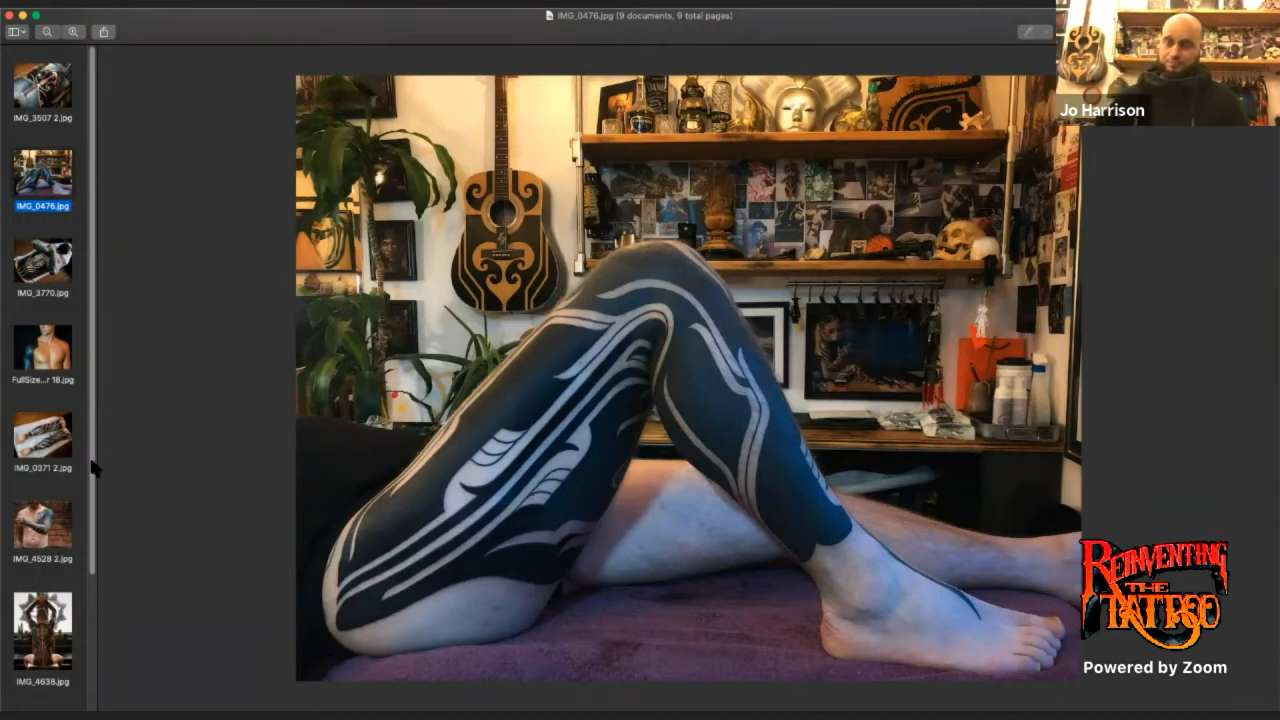 IMG_0476.jpg (9 documents, 9 total pages)
IMG_3507 2.jpg
IMG_0476.jpg
IMG_3770.jpg
FullSize...r 18.jpg
IMG_0371 2.jpg
IMG_4528 2.jpg
IMG_4638.jpg
Jo Harrison
REINVENTING
THE
TATTOO
Powered by Zoom